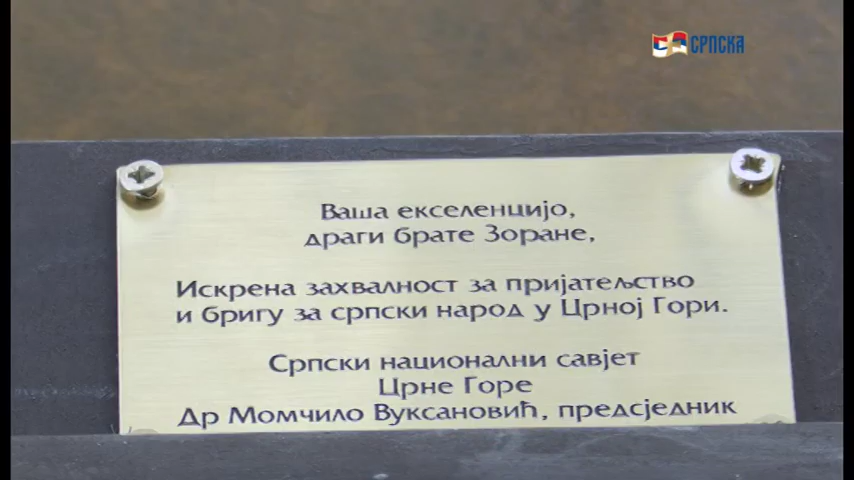 СРПСКА
Ваша екселенцијо,
драги брате Зоране,
Искрена захвалност за пријатељство
и бригу за српски народ у Црној Гори.
Српски национални савјет
Црне Горе
Др Момчило Вуксановић, предсједник